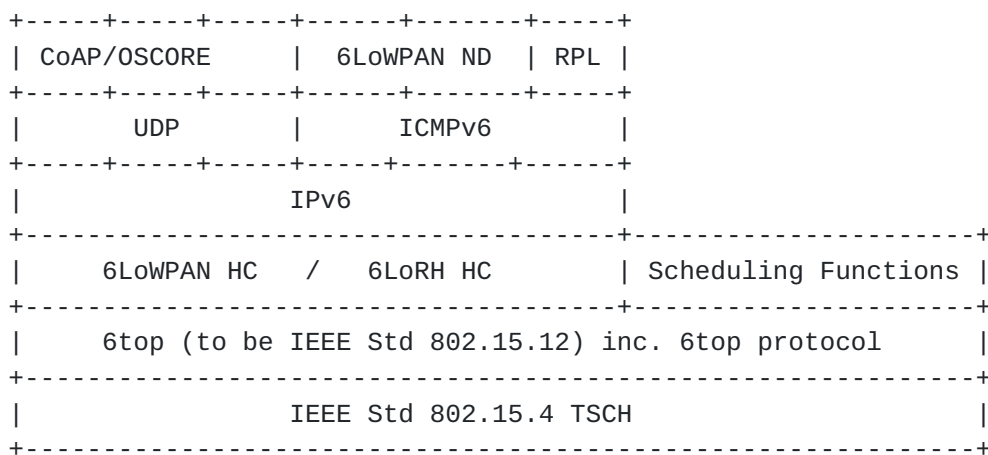 +-----+-----+-----+------+-------+-----+
| CoAP/OSCORE     |  6LoWPAN ND  | RPL |
+-----+-----+-----+------+-------+-----+
|       UDP       |      ICMPv6        |
+-----+-----+-----+-----+-------+------+
|                 IPv6                 |
+--------------------------------------+----------------------+
|     6LoWPAN HC   /   6LoRH HC        | Scheduling Functions |
+--------------------------------------+----------------------+
|     6top (to be IEEE Std 802.15.12) inc. 6top protocol      |
+-------------------------------------------------------------+
|                 IEEE Std 802.15.4 TSCH                      |
+-------------------------------------------------------------+